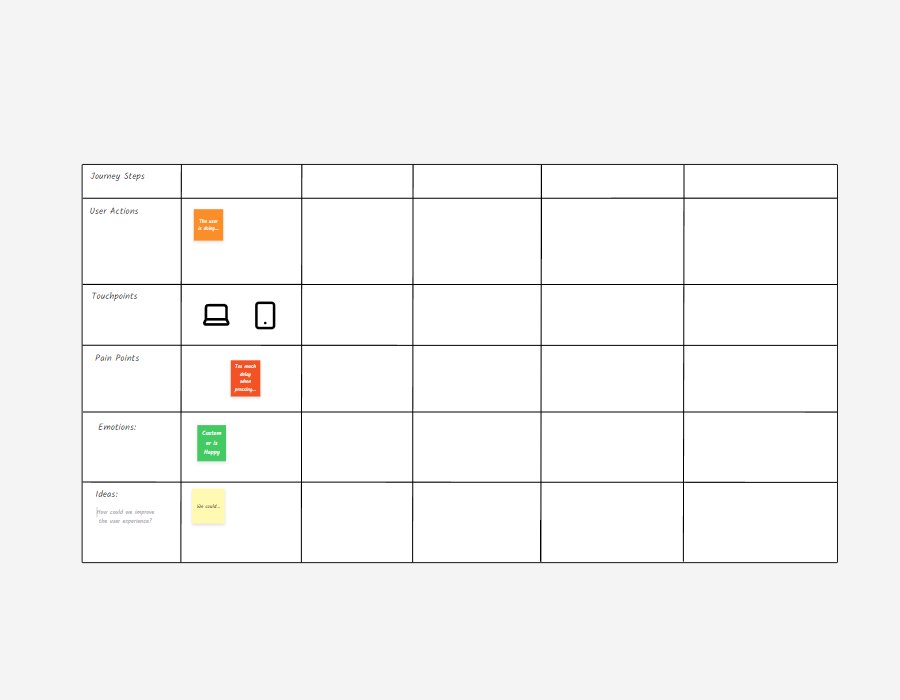 Journey Steps
User Actions
The user
is doing...
Touchpoints
Pain Points
Too much
delay
when
pressing...
Emotions:
Custom
er is
Happy
Ideas:
How could we improve
the user experience?
We could...